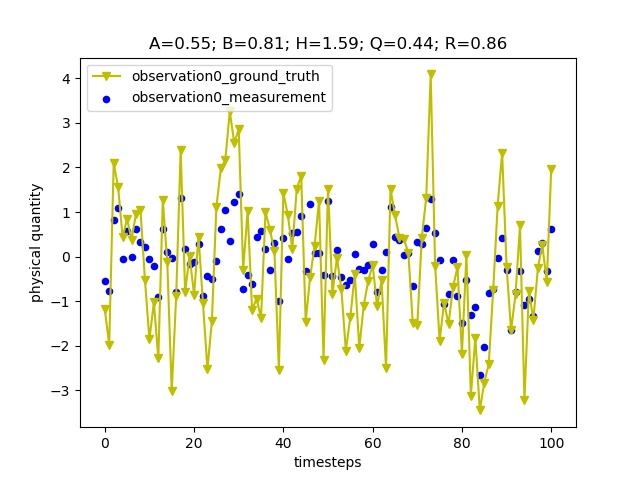 A=0.55; B=0.81; H=1.59; Q=0.44; R=0.86
observation0_ground_truth
observation0_measurement
physical quantity
4
3
2
1
0
−1
−2
−3
0
20
40
60
80
100
timesteps